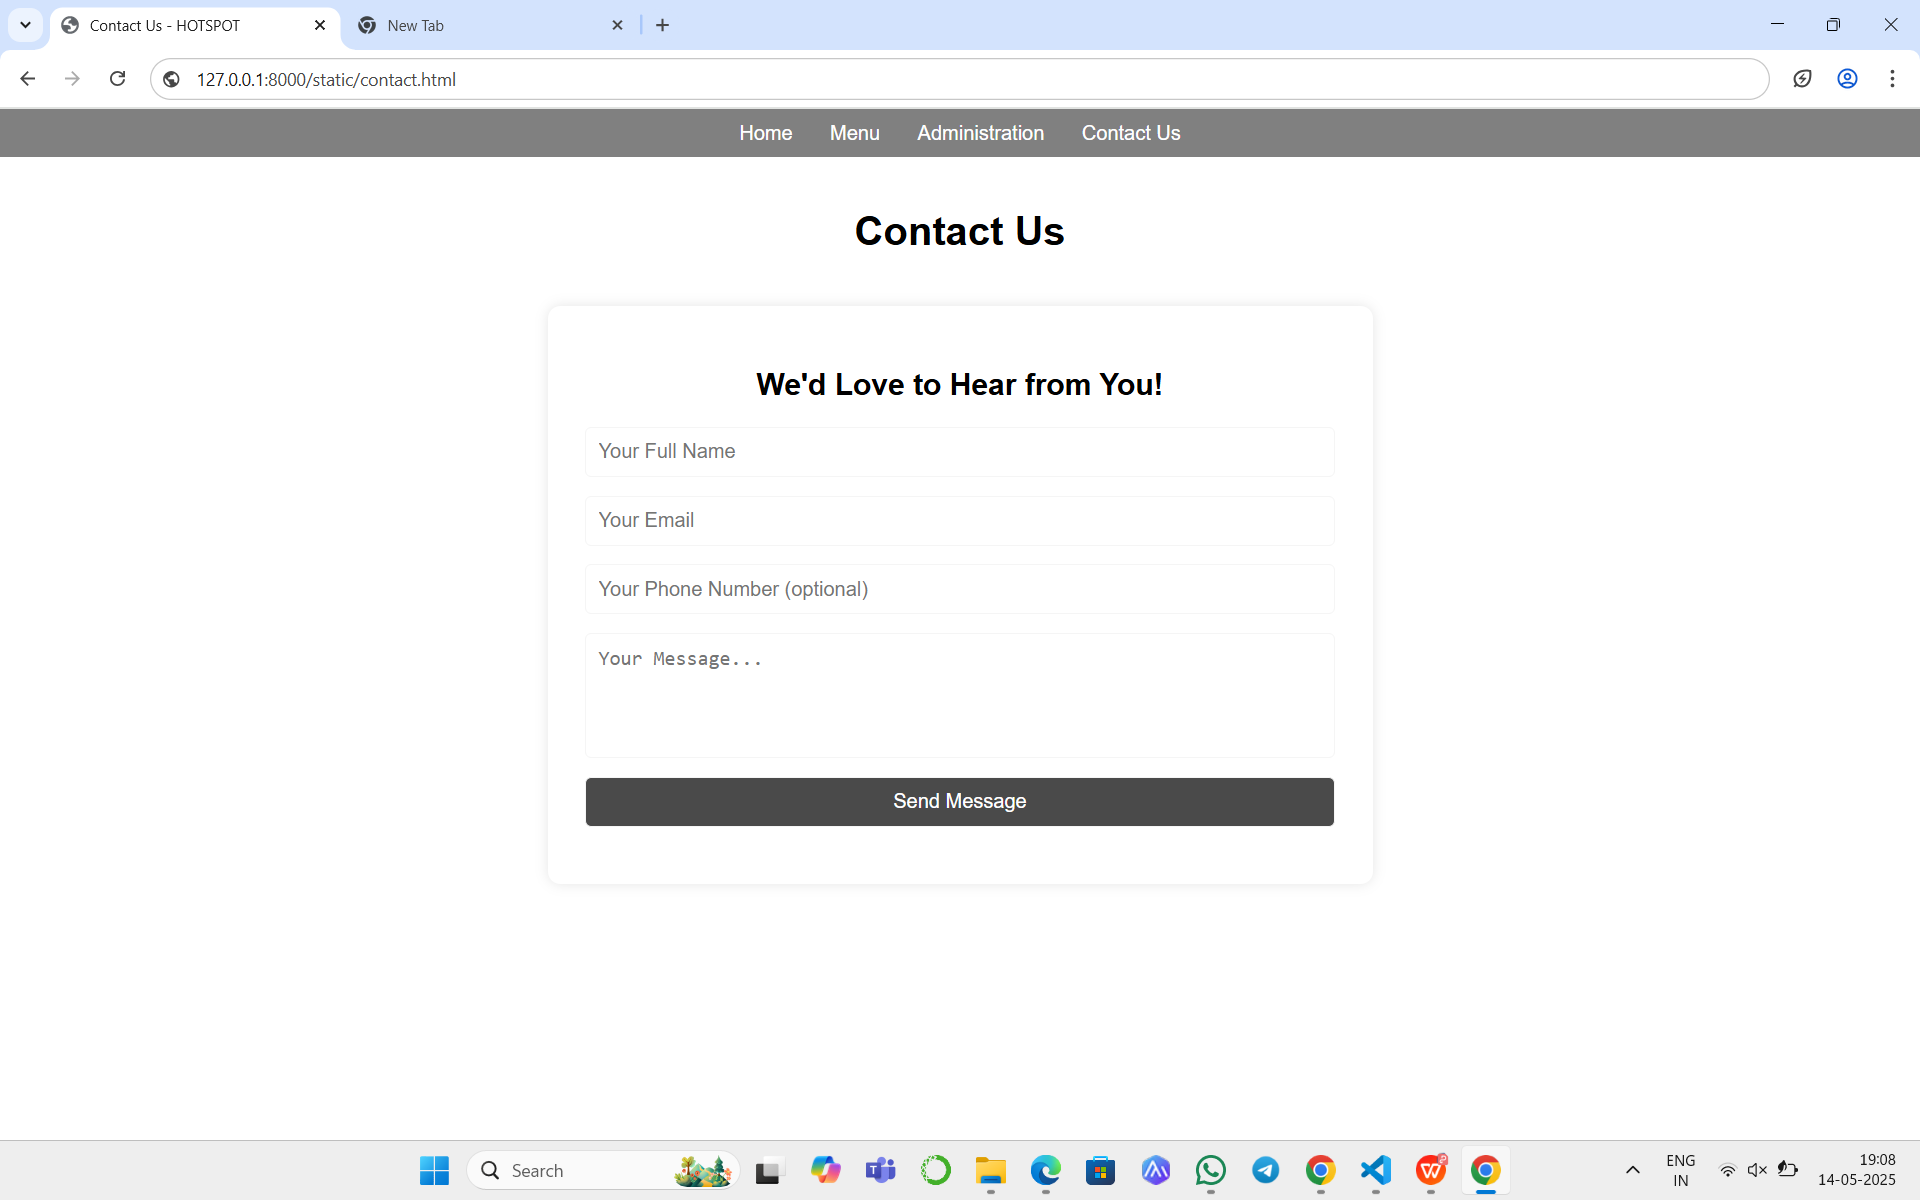 Contact Us - HOTSPOT
New Tab
127.0.0.1:8000/static/contact.html
Home Menu Administration Contact Us
Contact Us
We'd Love to Hear from You!
Your Full Name
Your Email
Your Phone Number (optional)
Your Message...
Send Message
Search
ENG
IN
19:08
14-05-2025